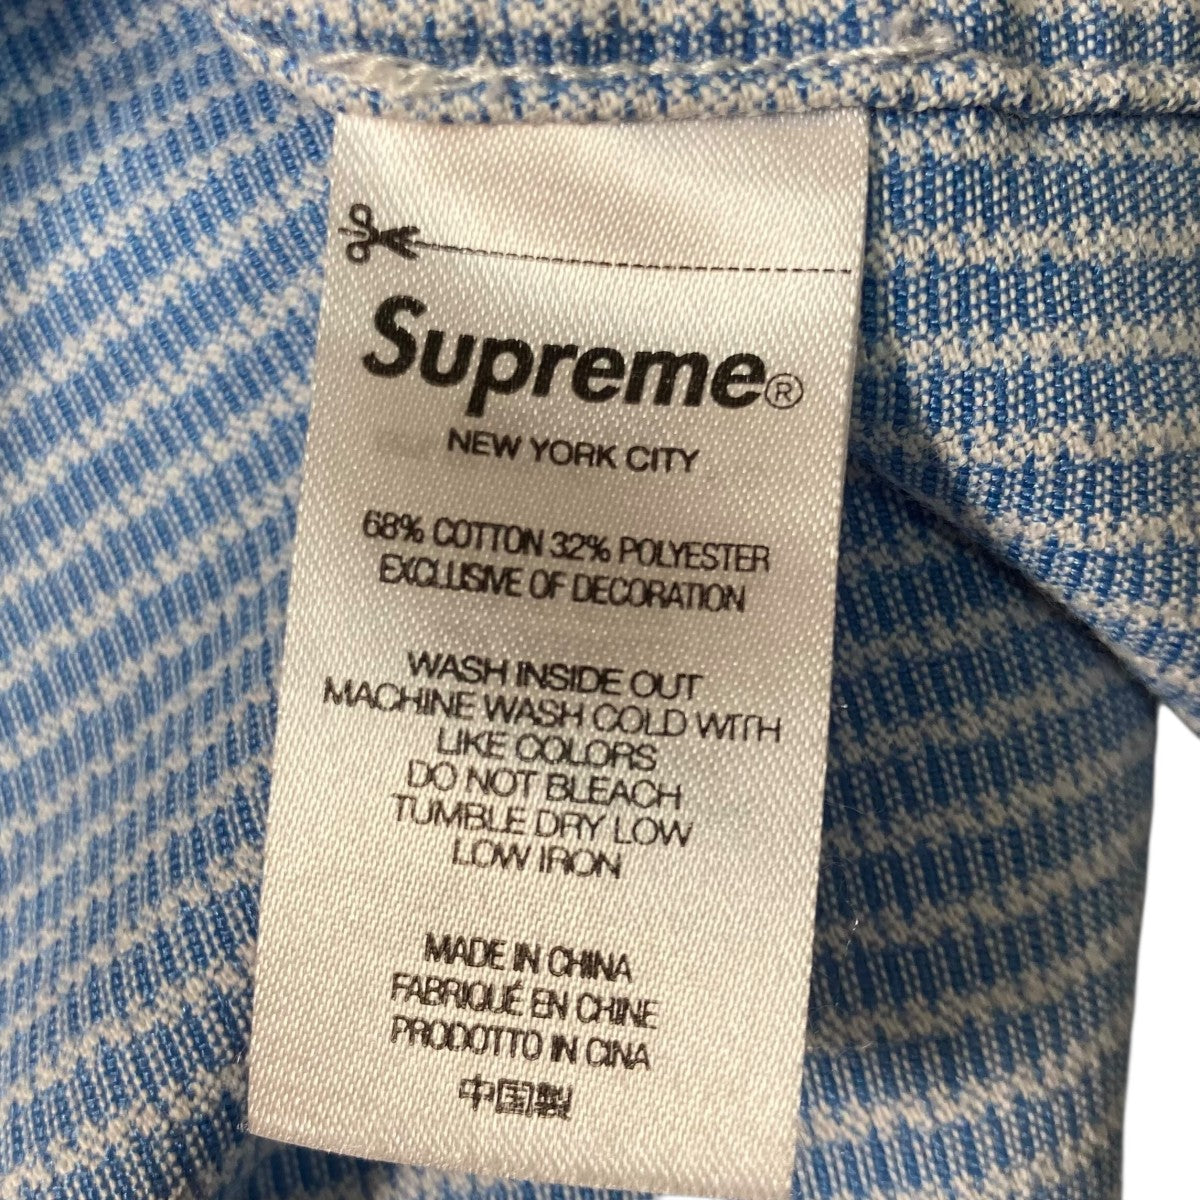 Supreme®
NEW YORK CITY
68% COTTON 32% POLYESTER
EXCLUSIVE OF DECORATION
WASH INSIDE OUT
MACHINE WASH COLD WITH
LIKE COLORS
DO NOT BLEACH
TUMBLE DRY LOW
LOW IRON
MADE IN CHINA
FABRIQUÉ EN CHINE
PRODOTTO IN CINA
中国製